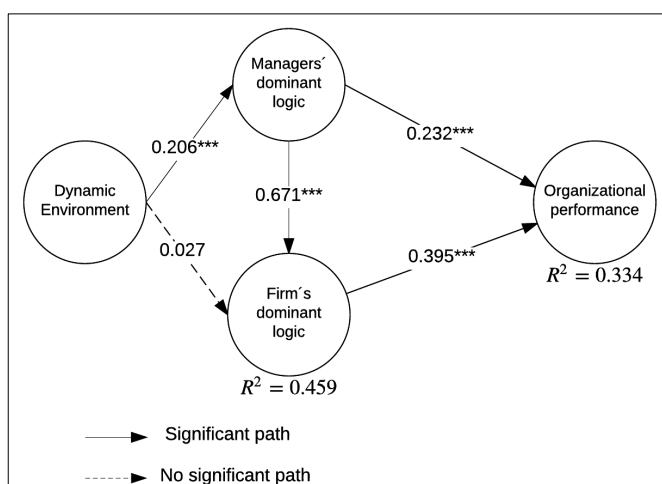 Managers´
dominant
logic
0.206***
0.232***
Dynamic
Environment
0.671***
Organizational
performance
0.027
0.395***
R² = 0.334
Firm´s
dominant
logic
R² = 0.459
Significant path
No significant path